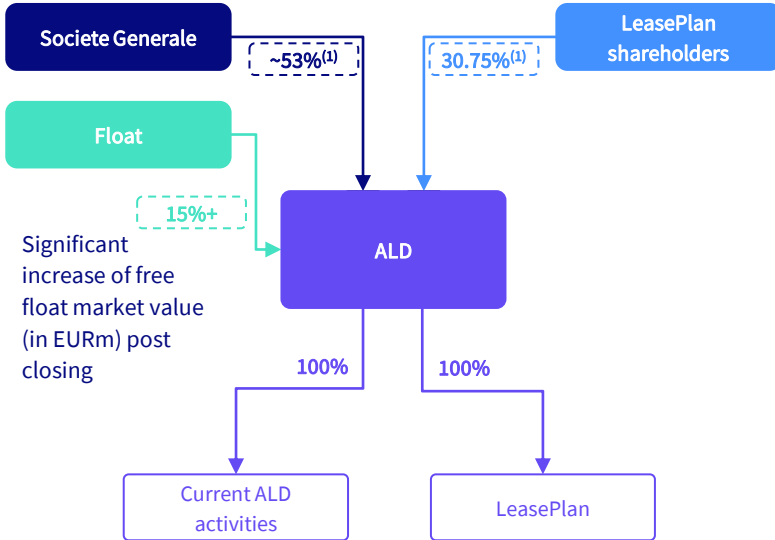 Societe Generale
LeasePlan
shareholders
~53%(1)
30.75%(1)
Float
15%+
Significant
increase of free
float market value
(in EURm) post
closing
ALD
100%
100%
Current ALD
activities
LeasePlan